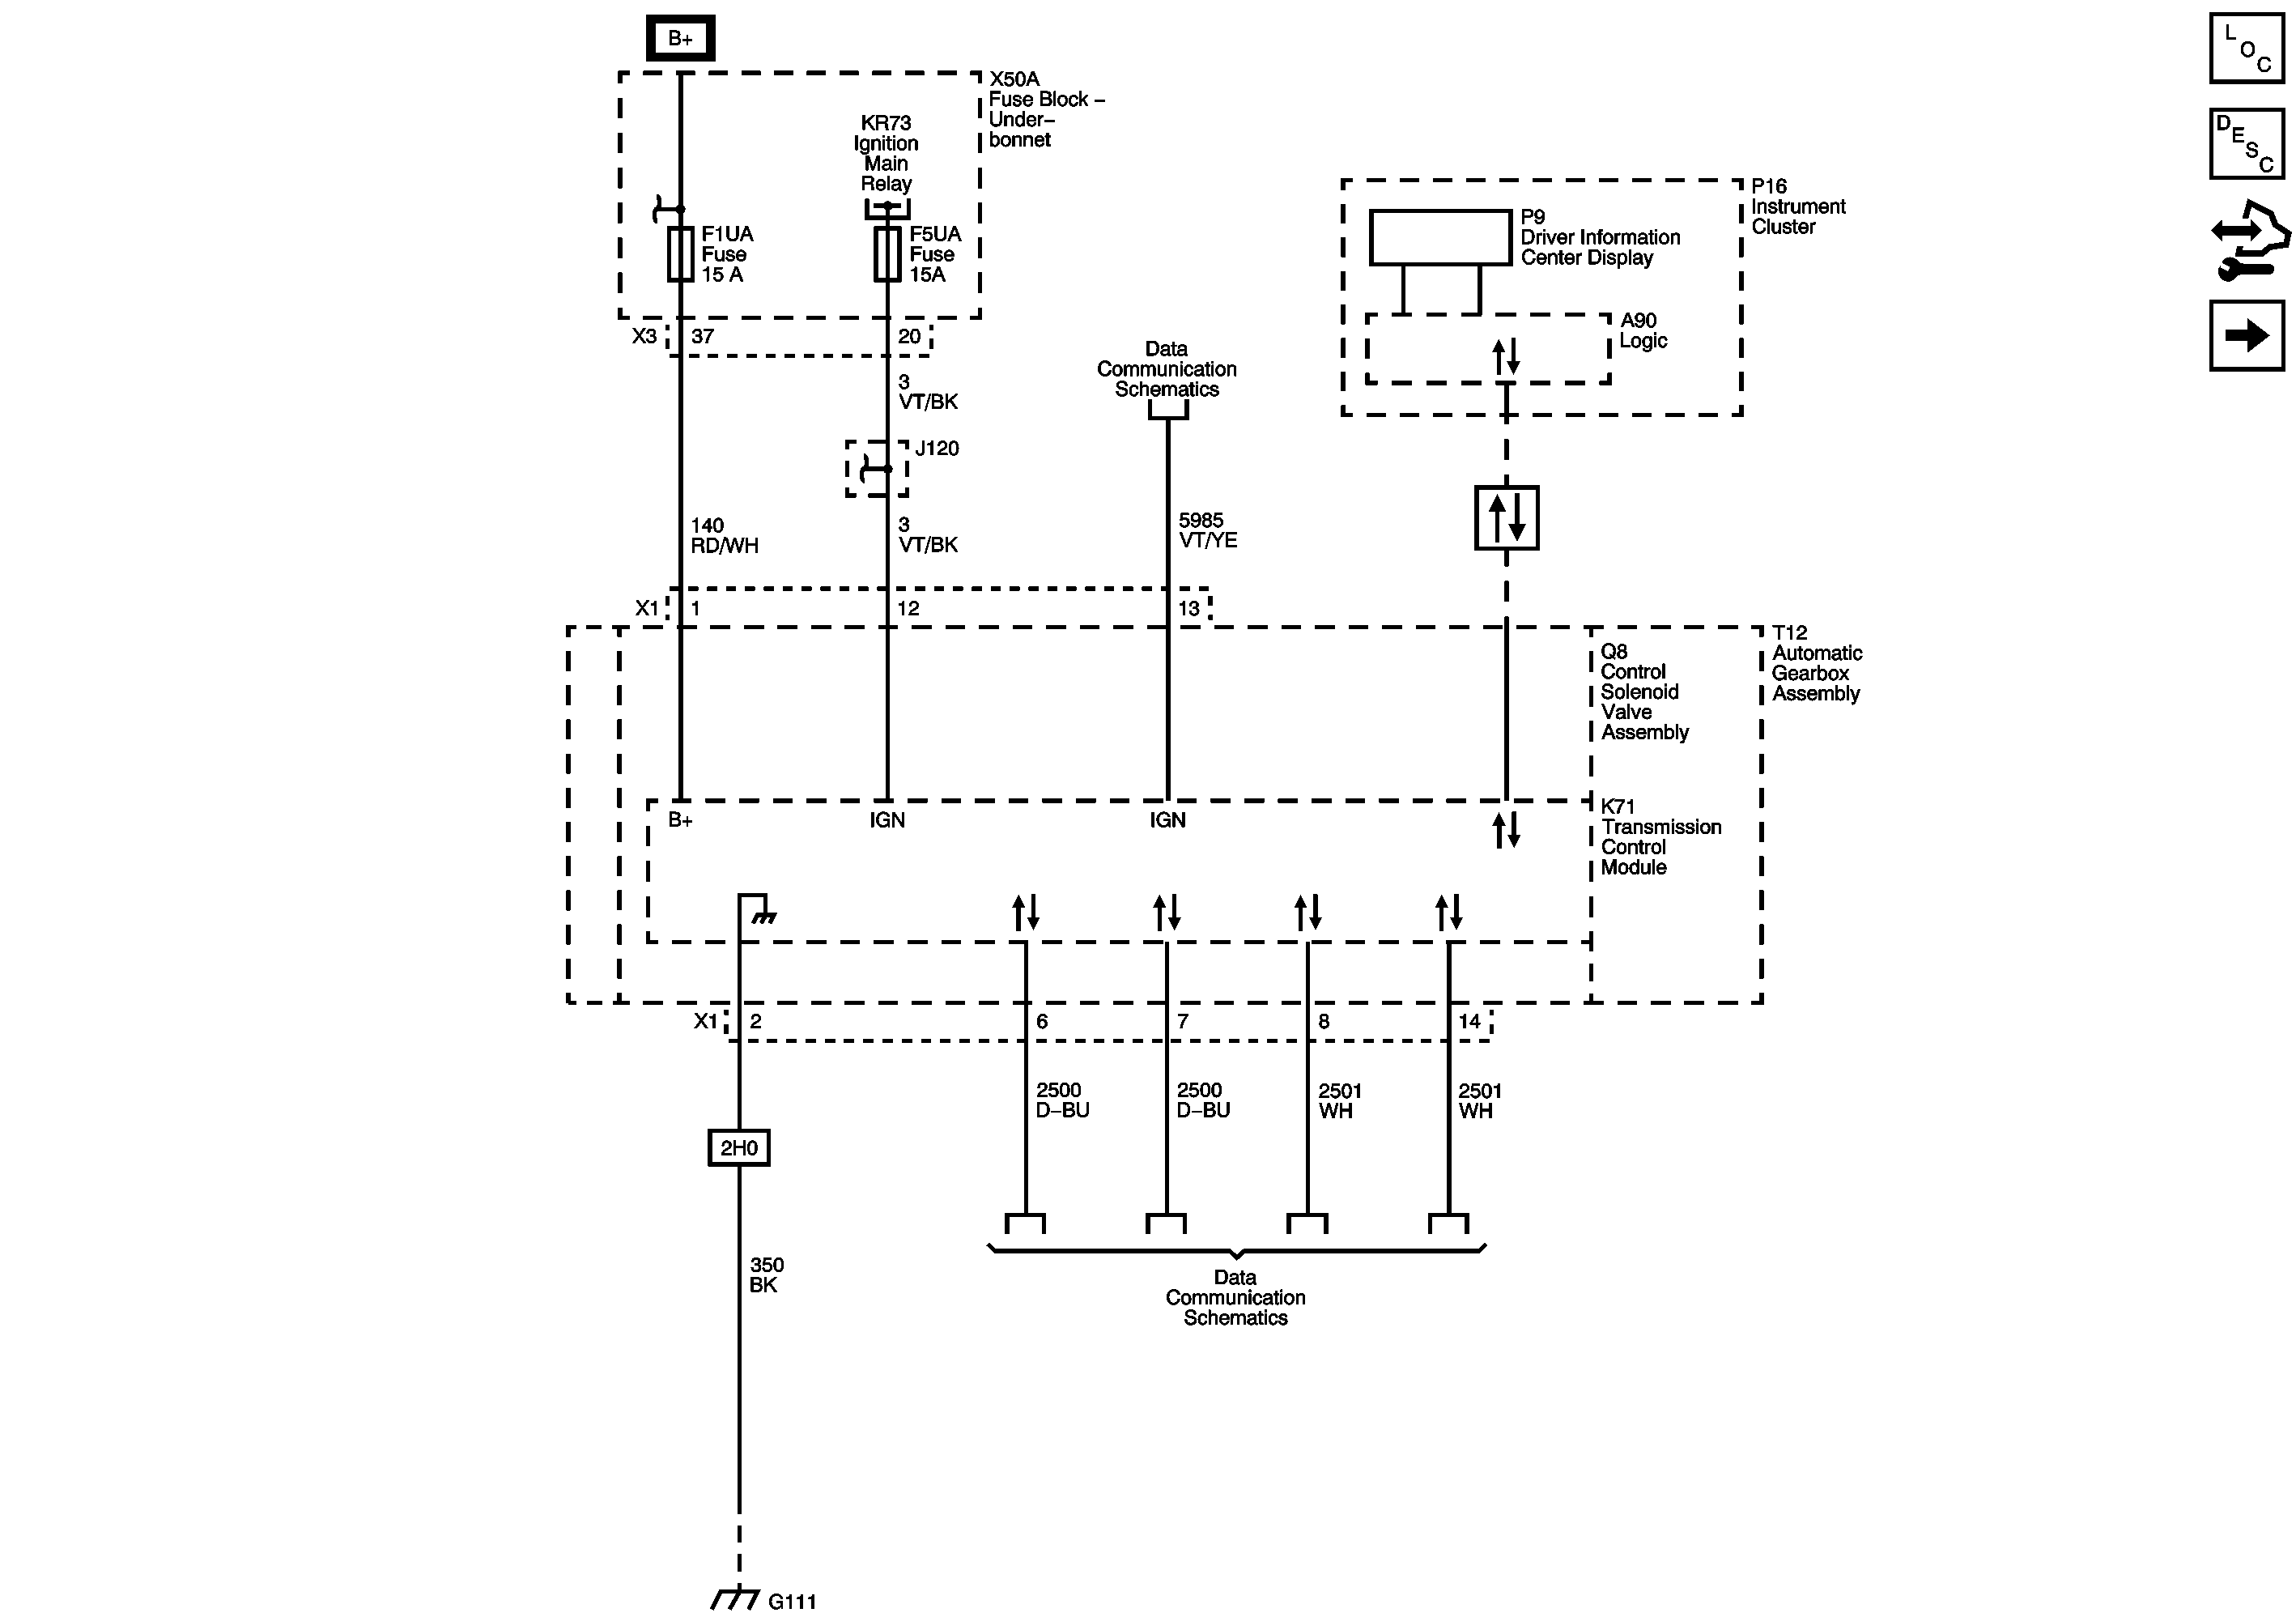 B+
X50A
Fuse Block –
Under–
bonnet
KR73
Ignition
Main
Relay
F1UA
Fuse
15 A
F5UA
Fuse
15A
X3
37
20
3
VT/BK
J120
140
RD/WH
3
VT/BK
Data
Communication
Schematics
5985
VT/YE
P16
Instrument
Cluster
P9
Driver Information
Center Display
A90
Logic
X1
1
12
13
T12
Automatic
Gearbox
Assembly
Q8
Control
Solenoid
Valve
Assembly
B+
IGN
IGN
K71
Transmission
Control
Module
X1
2
6
7
8
14
2500
D–BU
2500
D–BU
2501
WH
2501
WH
2H0
350
BK
Data
Communication
Schematics
G111
LOC
DESC